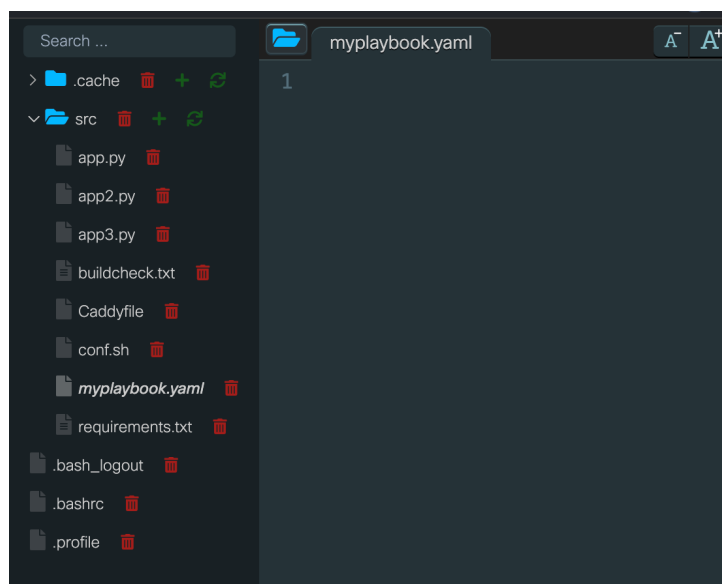 Search ...
myplaybook.yaml
A-
A+
.cache
1
src
app.py
app2.py
app3.py
buildcheck.txt
Caddyfile
conf.sh
myplaybook.yaml
requirements.txt
.bash_logout
.bashrc
.profile